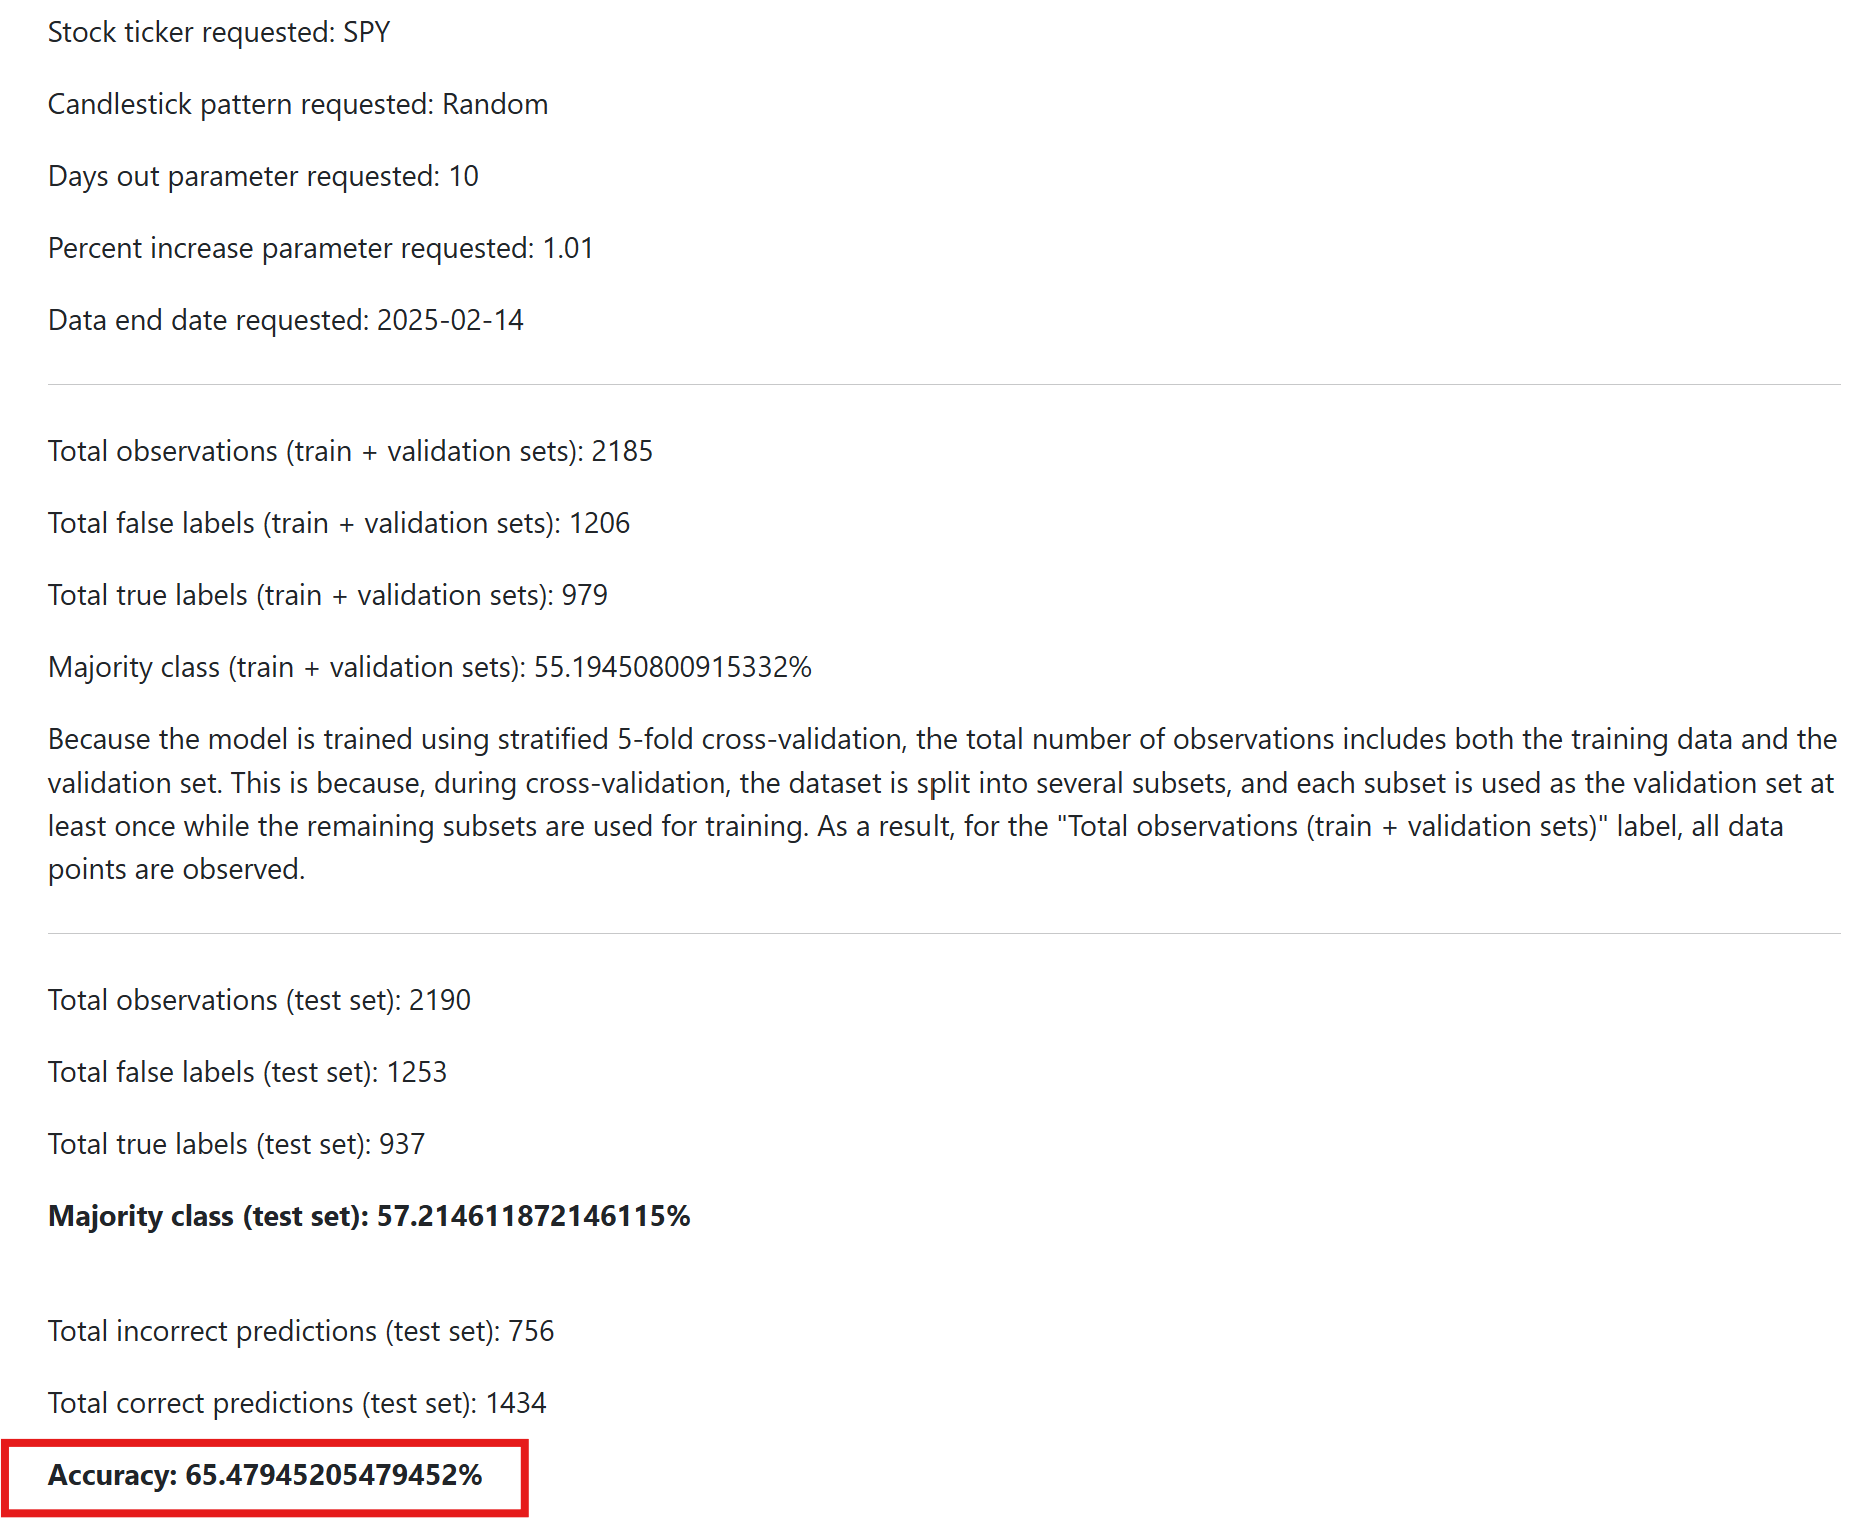 Stock ticker requested: SPY
Candlestick pattern requested: Random
Days out parameter requested: 10
Percent increase parameter requested: 1.01
Data end date requested: 2025-02-14
Total observations (train + validation sets): 2185
Total false labels (train + validation sets): 1206
Total true labels (train + validation sets): 979
Majority class (train + validation sets): 55.19450800915332%
Because the model is trained using stratified 5-fold cross-validation, the total number of observations includes both the training data and the
validation set. This is because, during cross-validation, the dataset is split into several subsets, and each subset is used as the validation set at
least once while the remaining subsets are used for training. As a result, for the "Total observations (train + validation sets)" label, all data
points are observed.
Total observations (test set): 2190
Total false labels (test set): 1253
Total true labels (test set): 937
Majority class (test set): 57.214611872146115%
Total incorrect predictions (test set): 756
Total correct predictions (test set): 1434
Accuracy: 65.47945205479452%